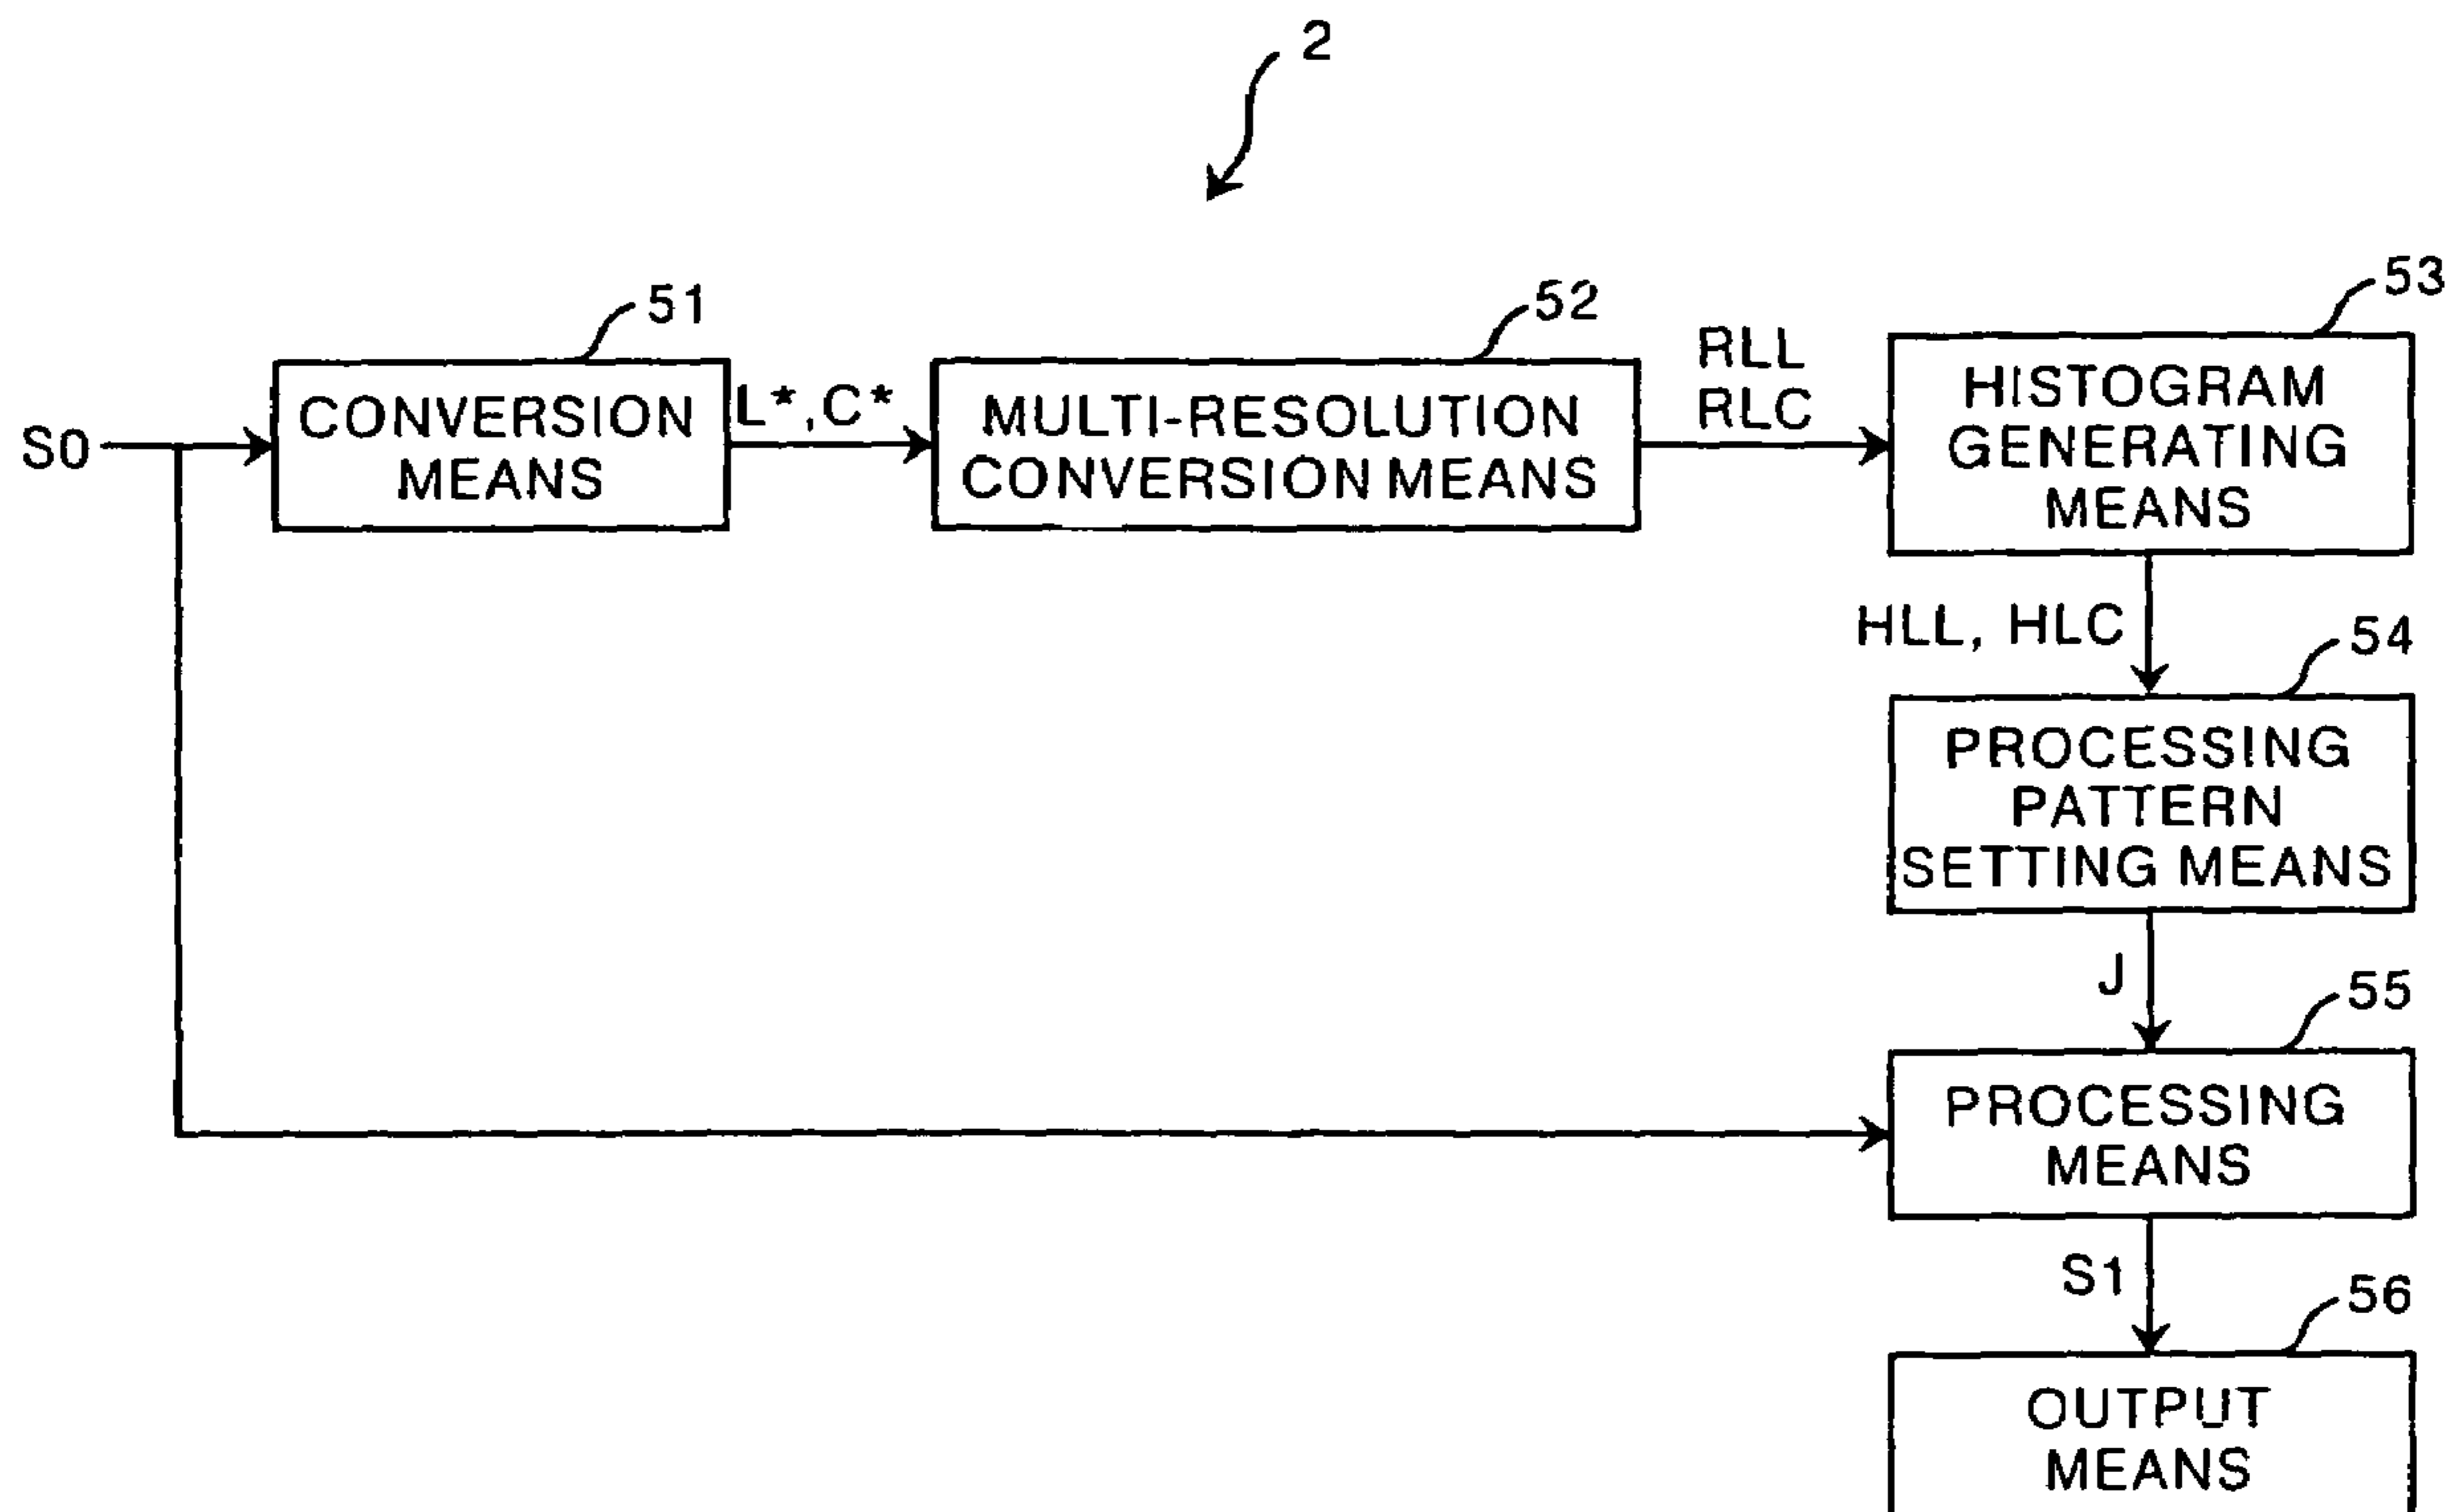 2
51
52
53
S0
CONVERSION
MEANS
L*,C*
MULTI-RESOLUTION
CONVERSION MEANS
RLL
RLC
HISTOGRAM
GENERATING
MEANS
HLL, HLC
54
PROCESSING
PATTERN
SETTING MEANS
J
55
PROCESSING
MEANS
S1
56
OUTPUT
MEANS